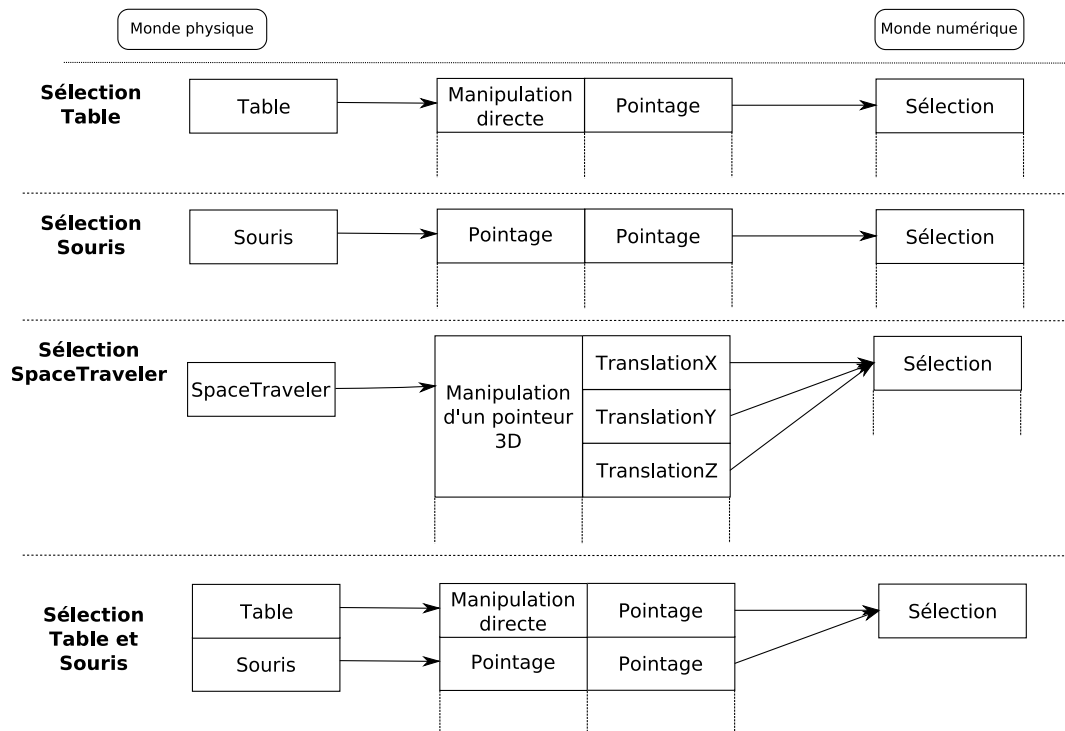 Monde physique
Monde numérique
Sélection
Table
Table
Manipulation
directe
Pointage
Sélection
Sélection
Souris
Souris
Pointage
Pointage
Sélection
Sélection
SpaceTraveler
SpaceTraveler
Manipulation
d'un pointeur
3D
TranslationX
TranslationY
TranslationZ
Sélection
Sélection
Table et
Souris
Table
Manipulation
directe
Pointage
Sélection
Souris
Pointage
Pointage